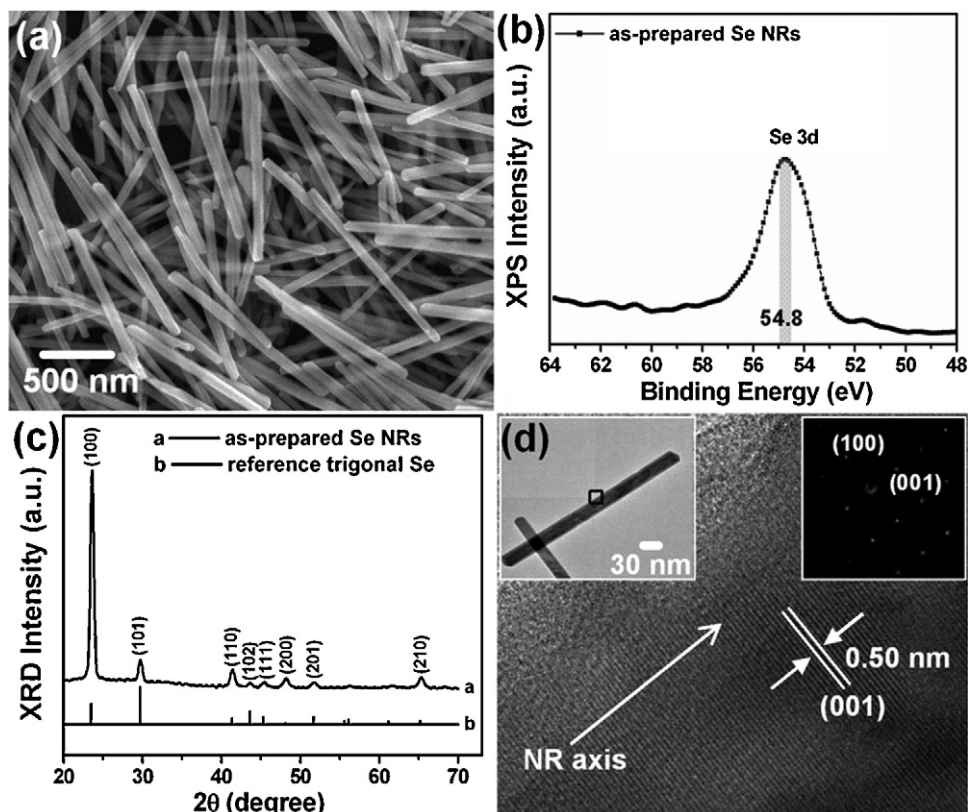 (a)
500 nm
(b)
as-prepared Se NRs
Se 3d
54.8
XPS Intensity (a.u.)
64 62 60 58 56 54 52 50 48
Binding Energy (eV)
(c)
a as-prepared Se NRs
b reference trigonal Se
(100)
(101)
(110)
(102)
(111)
(200)
(201)
(210)
a
b
XRD Intensity (a.u.)
20 30 40 50 60 70
2θ (degree)
(d)
30 nm
(100)
(001)
0.50 nm
(001)
NR axis